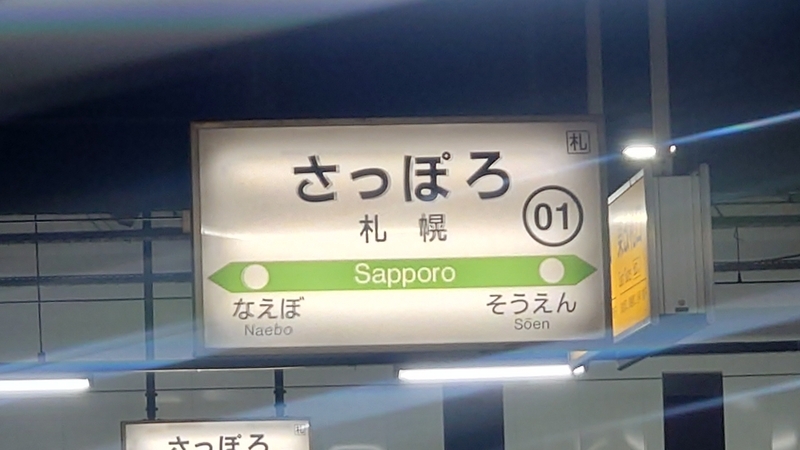 札
さっぽろ
札幌
01
Sapporo
なえぼ
そうえん
Naebo
Sōen
さっぽろ